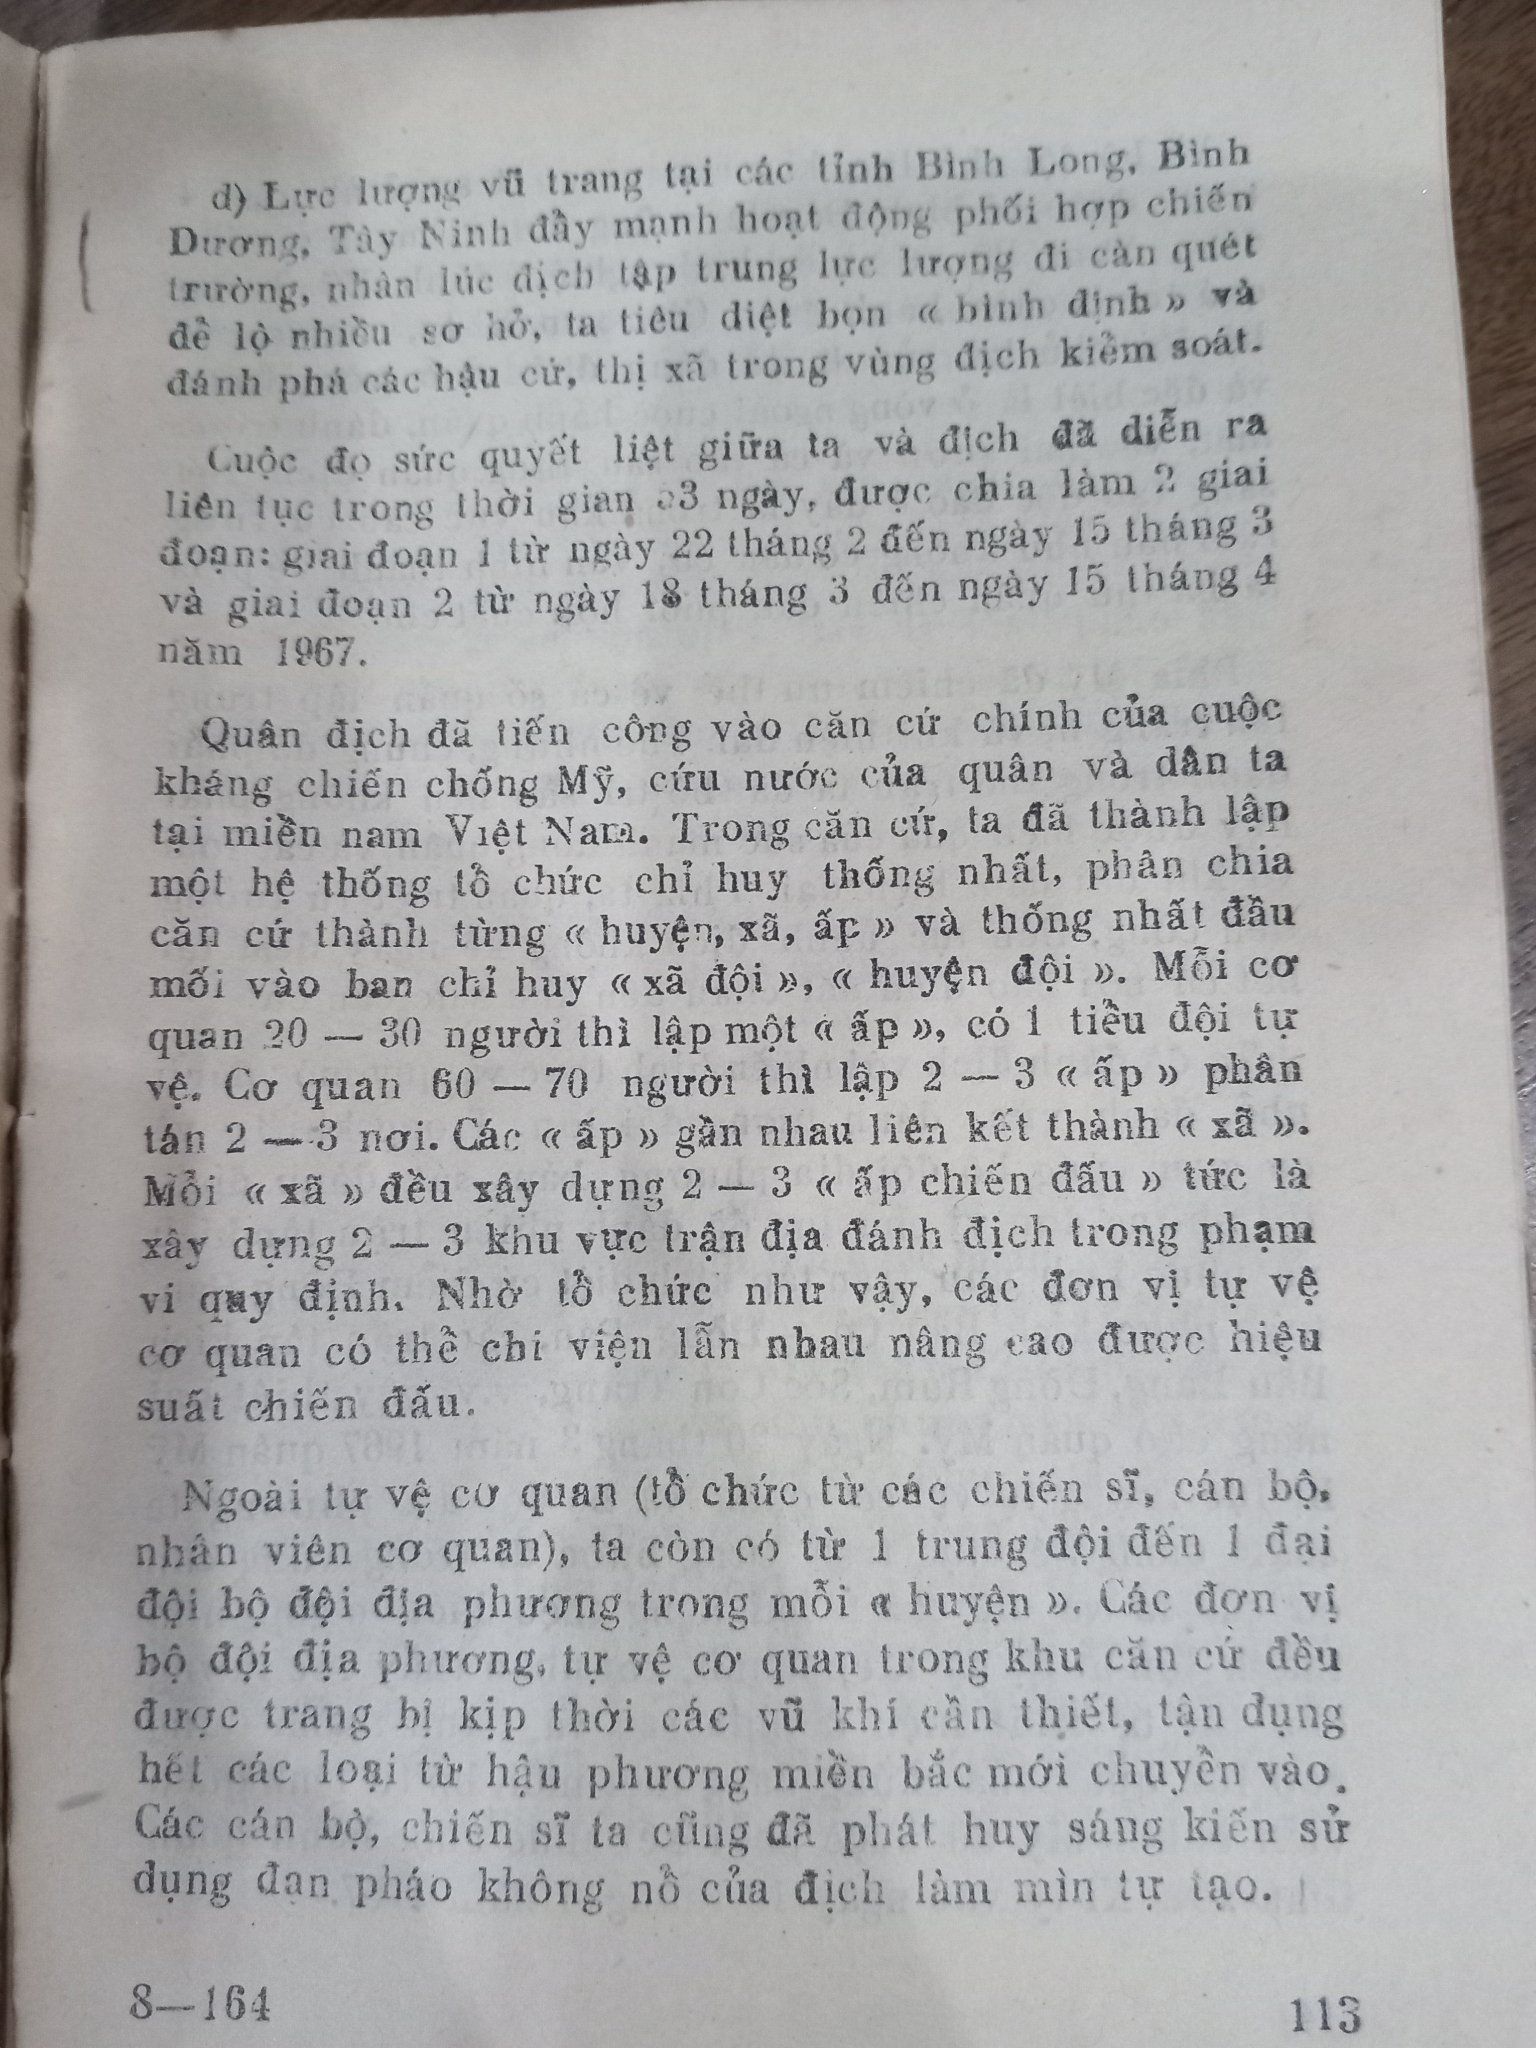 d) Lực lượng vũ trang tại các tỉnh Bình Long, Bình
Dương, Tây Ninh đẩy mạnh hoạt động phối hợp chiến
trường, nhân lúc địch tập trung lực lượng đi càn quét
để lộ nhiều sơ hở, ta tiêu diệt bọn « bình định » và
đánh phá các hậu cứ, thị xã trong vùng địch kiểm soát.
Cuộc đọ sức quyết liệt giữa ta và địch đã diễn ra
liên tục trong thời gian ngày, được chia làm 2 giai
đoạn: giai đoạn 1 từ ngày 22 tháng 2 đến ngày 15 tháng 3
và giai đoạn 2 từ ngày 18 tháng 3 đến ngày 15 tháng 4
năm 1967.
Quân địch đã tiến công vào căn cứ chính của cuộc
kháng chiến chống Mỹ, cứu nước của quân và dân ta
tại miền nam Việt Nam. Trong căn cứ, ta đã thành lập
một hệ thống tổ chức chỉ huy thống nhất, phân chia
căn cứ thành từng « huyện, xã, ấp » và thống nhất đầu
mối vào ban chỉ huy « xã đội », « huyện đội ». Mỗi cơ
quan 20 — 30 người thì lập một « ấp », có 1 tiểu đội tự
vệ. Cơ quan 60 — 70 người thì lập 2 — 3 « ấp » phân
tán 2 — 3 nơi. Các « ấp » gần nhau liên kết thành « xã ».
Mỗi « xã » đều xây dựng 2 — 3 « ấp chiến đấu » tức là
xây dựng 2 — 3 khu vực trận địa đánh địch trong phạm
vi quy định. Nhờ tổ chức như vậy, các đơn vị tự vệ
cơ quan có thể chi viện lẫn nhau nâng cao được hiệu
suất chiến đấu.
Ngoài tự vệ cơ quan (tổ chức từ các chiến sĩ, cán bộ,
nhân viên cơ quan), ta còn có từ 1 trung đội đến 1 đại
đội bộ đội địa phương trong mỗi « huyện ». Các đơn vị
bộ đội địa phương, tự vệ cơ quan trong khu căn cứ đều
được trang bị kịp thời các vũ khí cần thiết, tận dụng
hết các loại từ hậu phương miền bắc mới chuyển vào.
Các cán bộ, chiến sĩ ta cũng đã phát huy sáng kiến sử
dụng đạn pháo không nổ của địch làm mìn tự tạo.
8—164
113